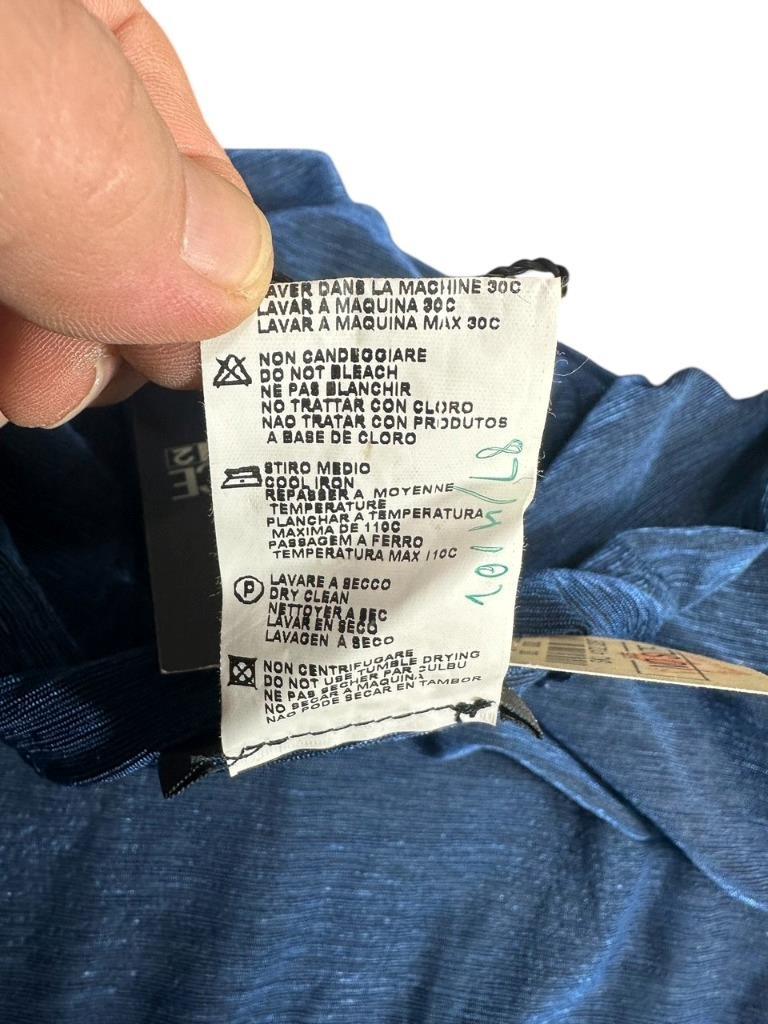 AVER DANS LA MACHINE 30C
LAVAR A MAQUINA 30C
LAVAR A MAQUINA MAX 30C
NON CANDEGGIARE
DO NOT BLEACH
NE PAS BLANCHIR
NO TRATTAR CON CLORO
NAO TRATAR CON PRODUTOS
A BASE DE CLORO
STIRO MEDIO
COOL IRON
REPASSER A MOYENNE
TEMPERATURE
PLANCHAR A TEMPERATURA
MAXIMA DE 110C
PASSAGEM A FERRO
TEMPERATURA MAX 110C
P
LAVARE A SECCO
DRY CLEAN
NETTOYER A SEC
LAVAR EN SECO
LAVAGEN A SECO
NON CENTRIFUGARE
DO NOT USE TUMBLE DRYING
NE PAS SECHER PAR CULBU
NO SECAR A MAQUINA
NAO PODE SECAR EN TAMBOR